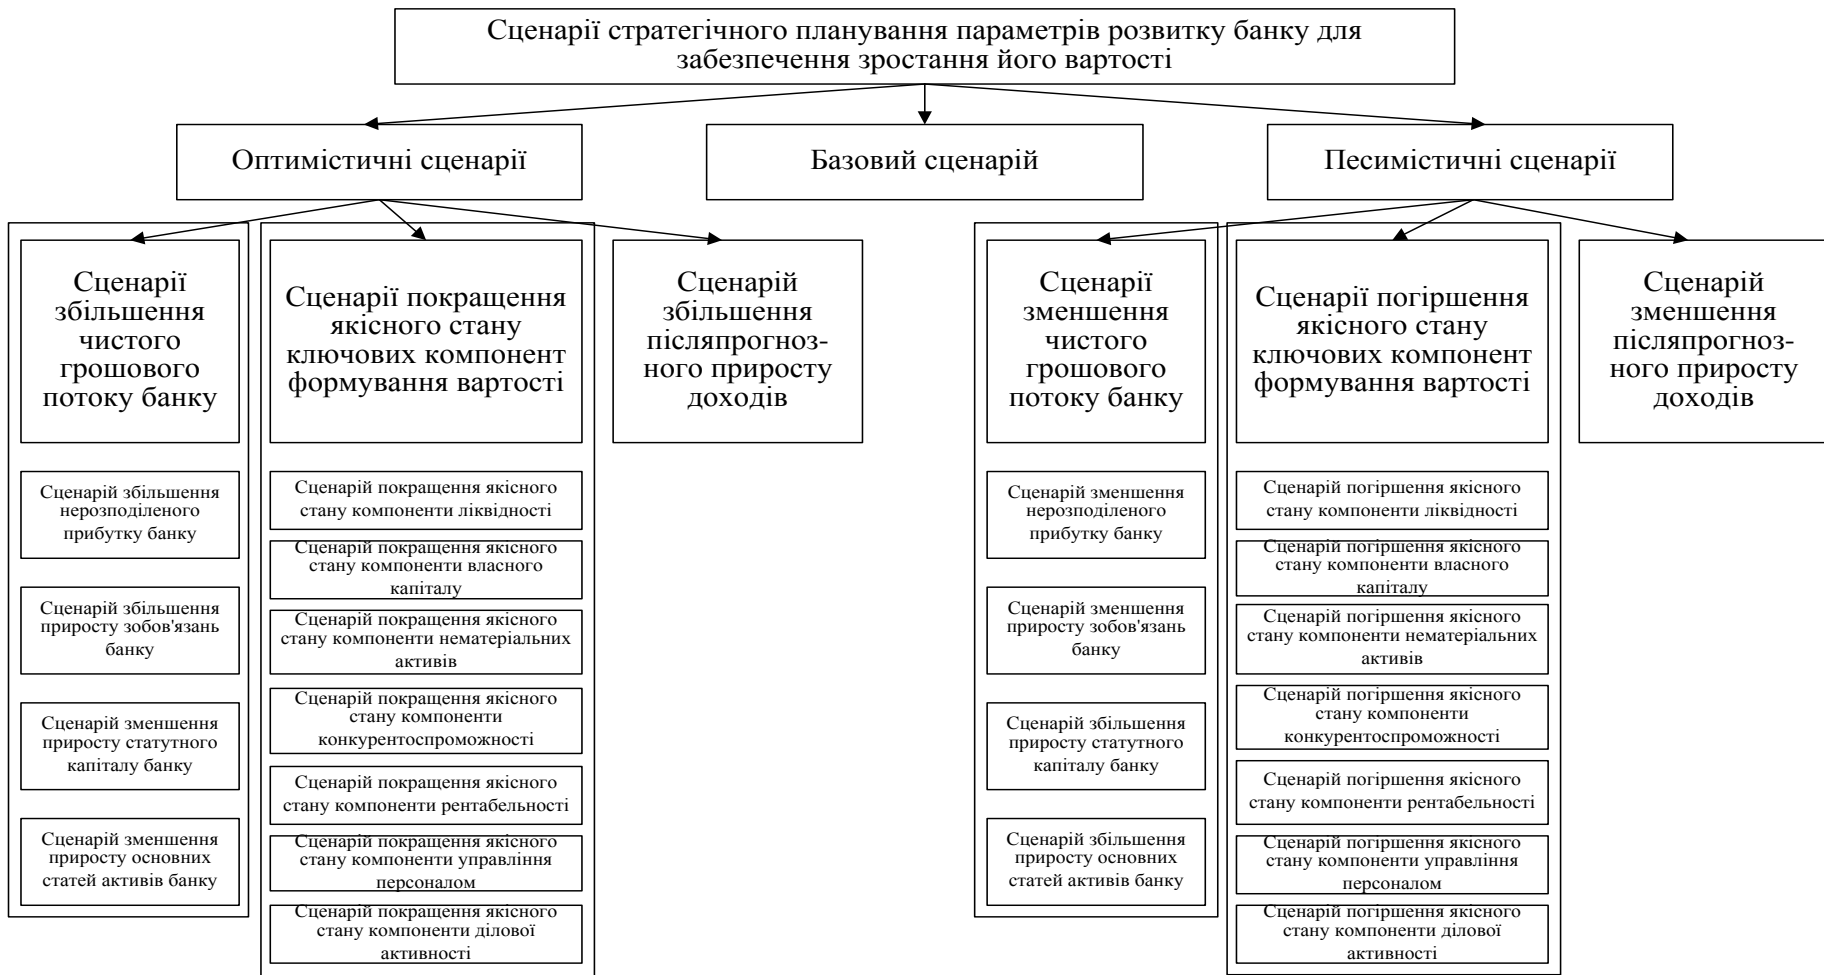 Сценарії стратегічного планування параметрів розвитку банку для
забезпечення зростання його вартості
Оптимістичні сценарії
Базовий сценарій
Песимістичні сценарії
Сценарії
збільшення
чистого
грошового
потоку банку
Сценарії покращення
якісного стану
ключових компонент
формування вартості
Сценарій
збільшення
післяпрогноз-
ного приросту
доходів
Сценарії
зменшення
чистого
грошового
потоку банку
Сценарії погіршення
якісного стану
ключових компонент
формування вартості
Сценарій
зменшення
післяпрогноз-
ного приросту
доходів
Сценарій збільшення
нерозподіленого
прибутку банку
Сценарій збільшення
приросту зобов'язань
банку
Сценарій зменшення
приросту статутного
капіталу банку
Сценарій зменшення
приросту основних
статей активів банку
Сценарій покращення якісного
стану компоненти ліквідності
Сценарій покращення якісного
стану компоненти власного
капіталу
Сценарій покращення якісного
стану компоненти нематеріальних
активів
Сценарій покращення якісного
стану компоненти
конкурентоспроможності
Сценарій покращення якісного
стану компоненти рентабельності
Сценарій покращення якісного
стану компоненти управління
персоналом
Сценарій покращення якісного
стану компоненти ділової
активності
Сценарій зменшення
нерозподіленого
прибутку банку
Сценарій зменшення
приросту зобов'язань
банку
Сценарій збільшення
приросту статутного
капіталу банку
Сценарій збільшення
приросту основних
статей активів банку
Сценарій погіршення якісного
стану компоненти ліквідності
Сценарій погіршення якісного
стану компоненти власного
капіталу
Сценарій погіршення якісного
стану компоненти нематеріальних
активів
Сценарій погіршення якісного
стану компоненти
конкурентоспроможності
Сценарій погіршення якісного
стану компоненти рентабельності
Сценарій погіршення якісного
стану компоненти управління
персоналом
Сценарій погіршення якісного
стану компоненти ділової
активності